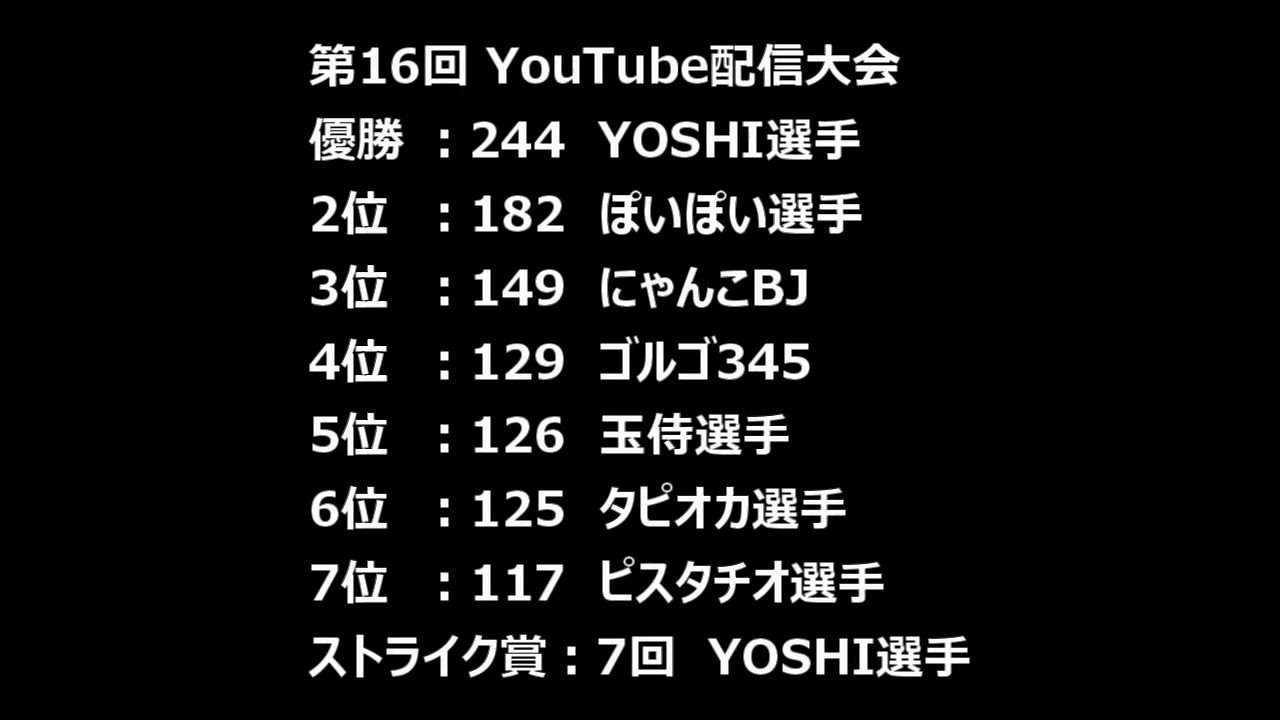 第16回 YouTube配信大会
優勝 ：244 YOSHI選手
2位 ：182 ぽいぽい選手
3位 ：149 にゃんこBJ
4位 ：129 ゴルゴ345
5位 ：126 玉侍選手
6位 ：125 タピオカ選手
7位 ：117 ピスタチオ選手
ストライク賞：7回 YOSHI選手